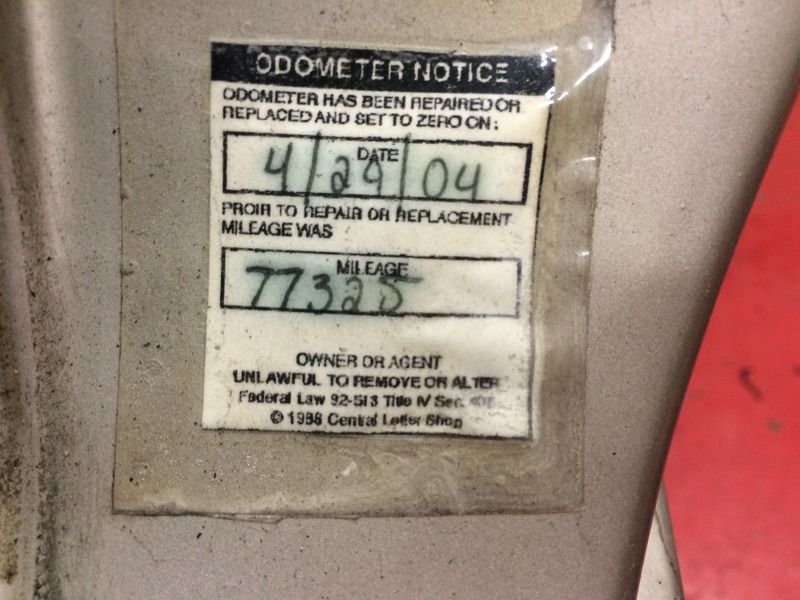 ODOMETER NOTICE
ODOMETER HAS BEEN REPAIRED OR
REPLACED AND SET TO ZERO ON:
DATE
4/29/04
PROIR TO REPAIR OR REPLACEMENT
MILEAGE WAS
MILEAGE
77325
OWNER OR AGENT
UNLAWFUL TO REMOVE OR ALTER
Federal Law 92-513 Title IV Sec.
© 1988 Central Letter Shop